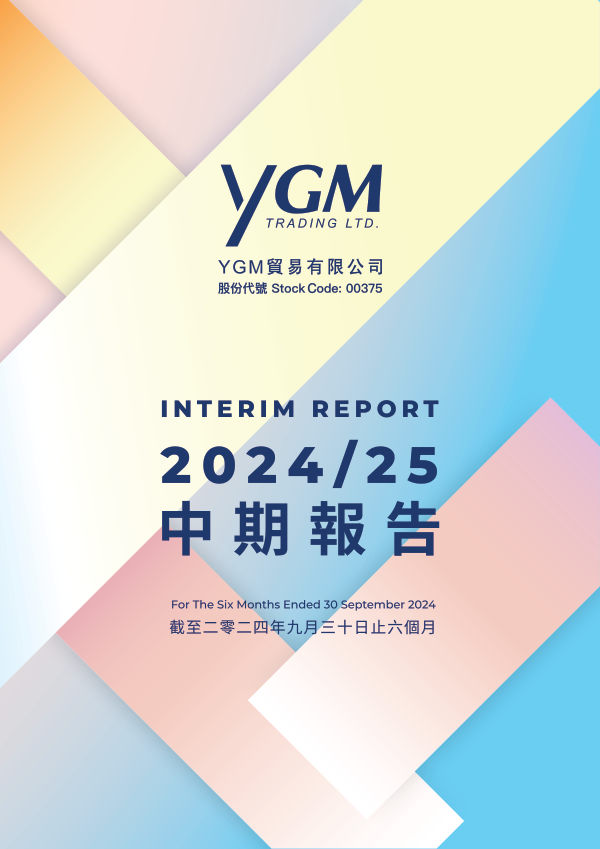 YGM
TRADING LTD.
YGM貿易有限公司
股份代號 Stock Code: 00375
INTERIM REPORT
2024/25
中期報告
For The Six Months Ended 30 September 2024
截至二零二四年九月三十日止六個月